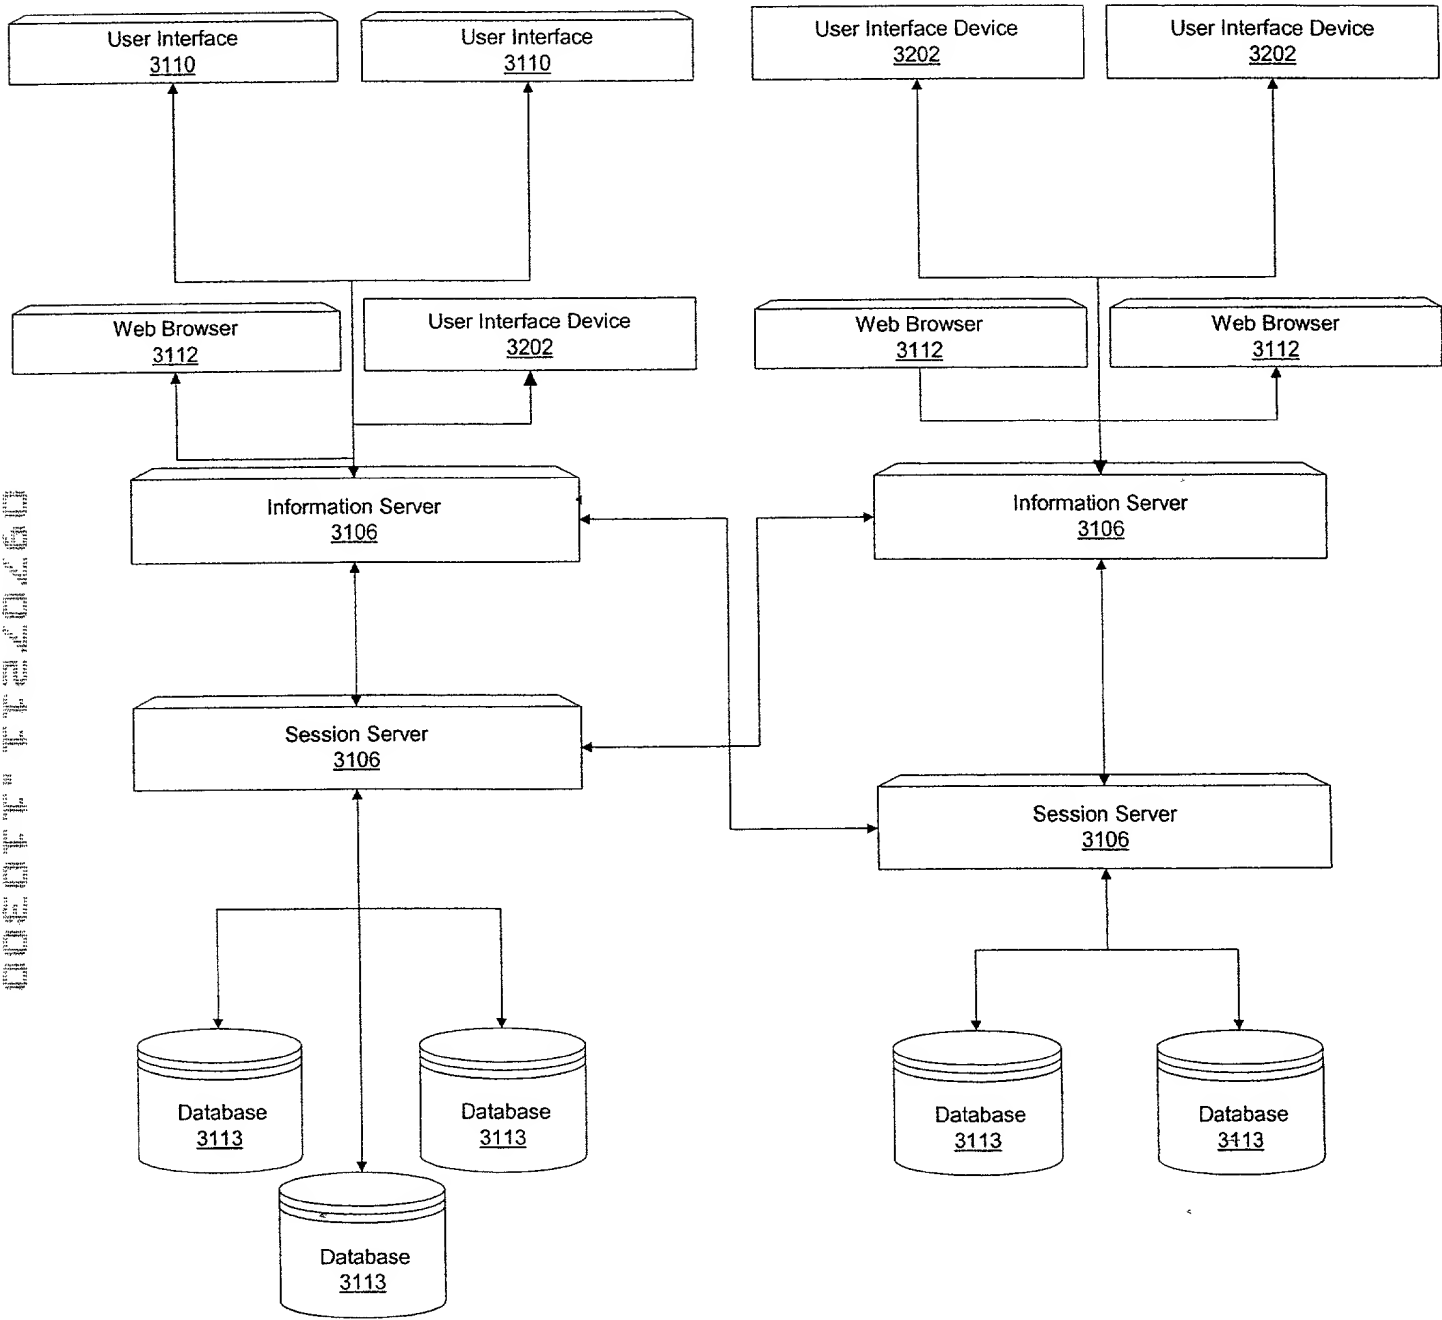 User Interface
3110
User Interface
3110
User Interface Device
3202
User Interface Device
3202
Web Browser
3112
User Interface Device
3202
Web Browser
3112
Web Browser
3112
Information Server
3106
Information Server
3106
Session Server
3106
Session Server
3106
Database
3113
Database
3113
Database
3113
Database
3113
Database
3113